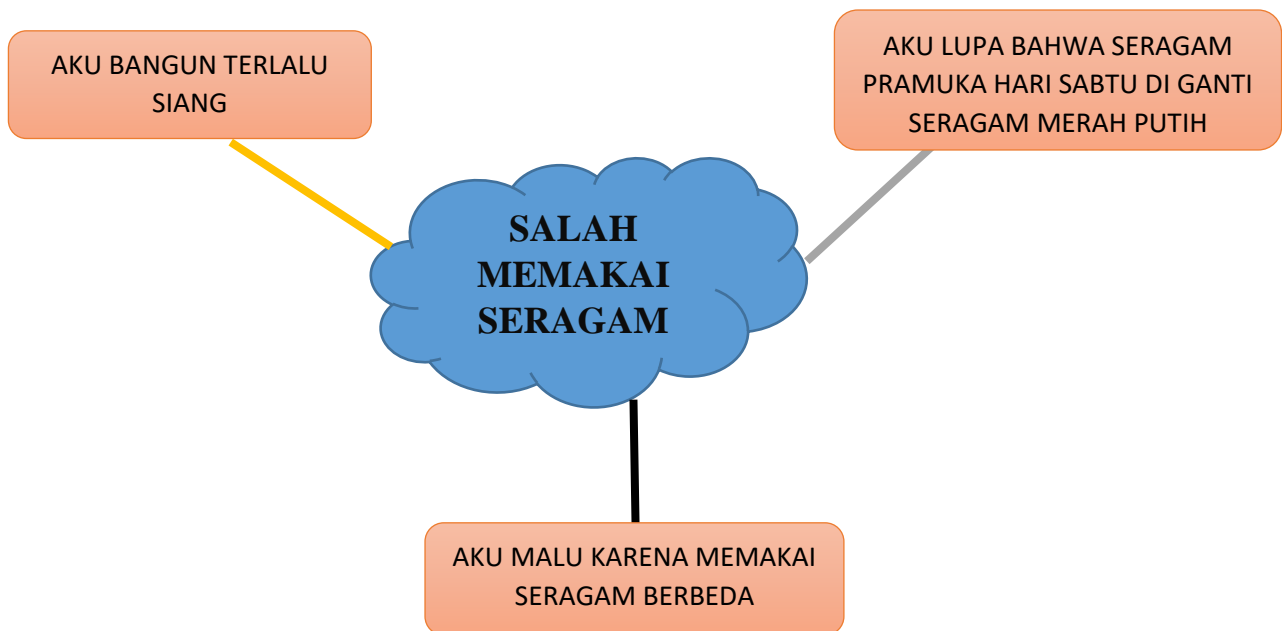 AKU BANGUN TERLALU
SIANG
AKU LUPA BAHWA SERAGAM
PRAMUKA HARI SABTU DI GANTI
SERAGAM MERAH PUTIH
SALAH
MEMAKAI
SERAGAM
AKU MALU KARENA MEMAKAI
SERAGAM BERBEDA